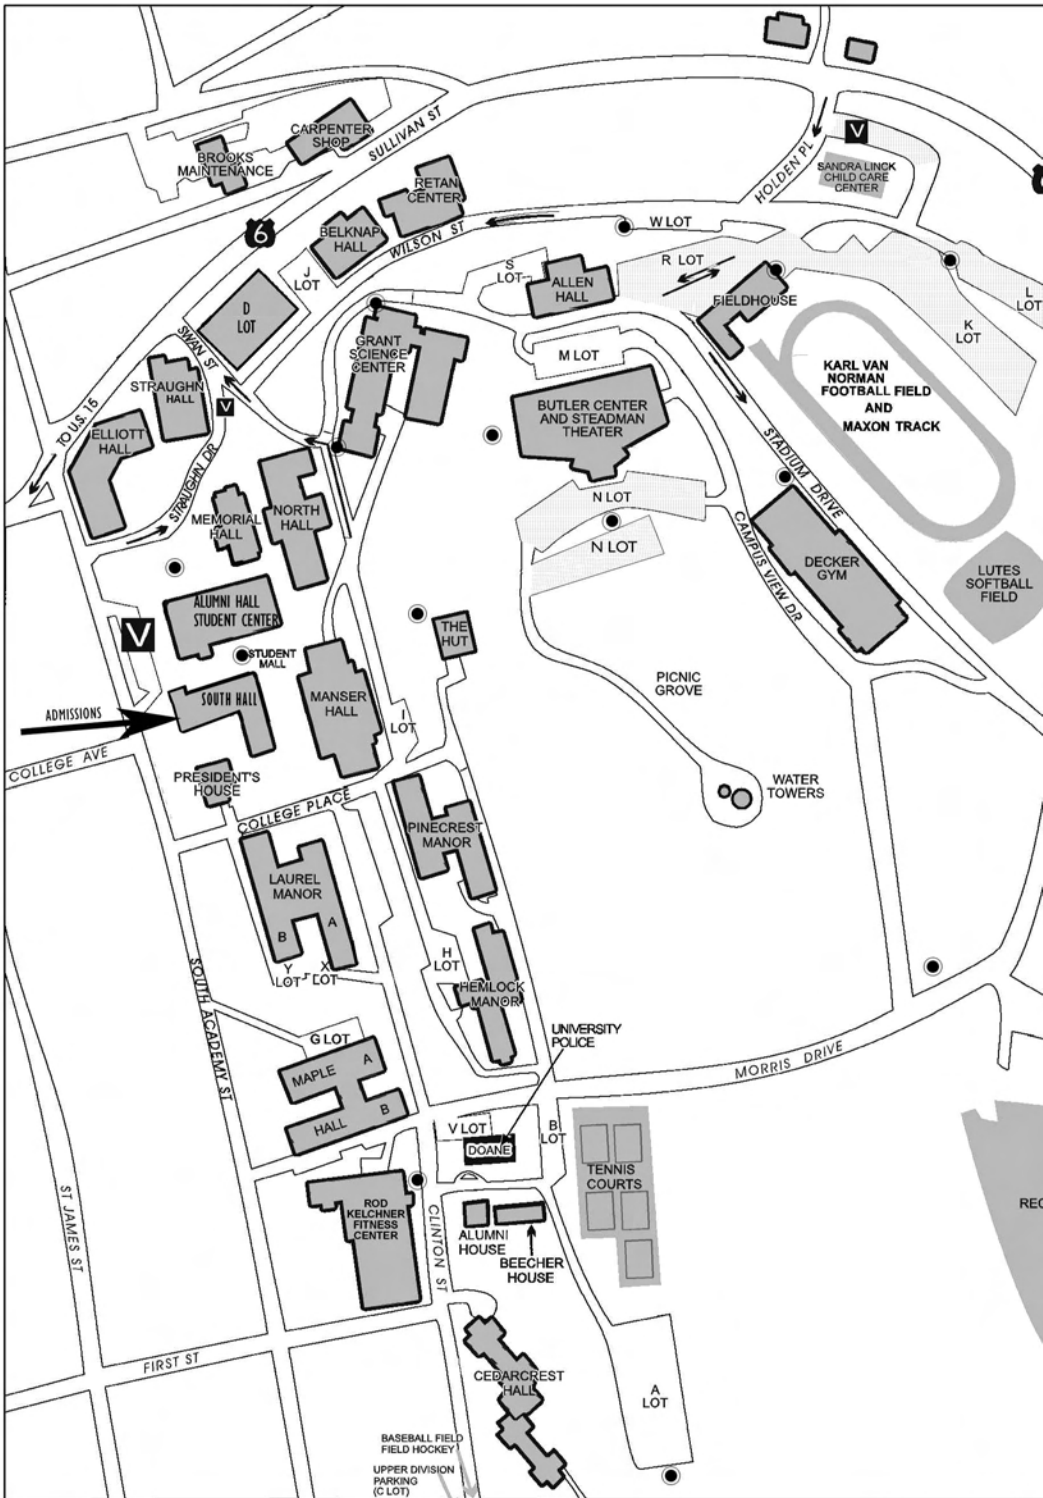 CARPENTER
SHOP
BROOKS
MAINTENANCE
SULLIVAN ST
V
HOLDEN PL
SANDRA LINCK
CHILD CARE
CENTER
RETAN
CENTER
6
BELKNAP
HALL
WILSON ST
W LOT
J
LOT
S
LOT
R LOT
ALLEN
HALL
FIELDHOUSE
L
LOT
K
LOT
D
LOT
SWAN ST
GRANT
SCIENCE
CENTER
M LOT
KARL VAN
NORMAN
FOOTBALL FIELD
AND
MAXON TRACK
STRAUGHN
HALL
V
TO U.S. 15
ELLIOTT
HALL
BUTLER CENTER
AND STEADMAN
THEATER
STADIUM DRIVE
STRAUGHN DR
MEMORIAL
HALL
NORTH
HALL
N LOT
N LOT
CAMPUS VIEW DR
DECKER
GYM
LUTES
SOFTBALL
FIELD
ALUMNI HALL
STUDENT CENTER
V
THE
HUT
STUDENT
MALL
SOUTH HALL
MANSER
HALL
I
LOT
PICNIC
GROVE
ADMISSIONS
COLLEGE AVE
PRESIDENT'S
HOUSE
COLLEGE PLACE
WATER
TOWERS
PINECREST
MANOR
LAUREL
MANOR
A
B
Y
LOT
X
LOT
H
LOT
HEMLOCK
MANOR
SOUTH ACADEMY ST
UNIVERSITY
POLICE
G LOT
MAPLE
A
HALL
B
MORRIS DRIVE
V LOT
DOANE
B
LOT
TENNIS
COURTS
ST JAMES ST
ROD
KELCHNER
FITNESS
CENTER
CLINTON ST
ALUMNI
HOUSE
BEECHER
HOUSE
REC
FIRST ST
CEDARCREST
HALL
A
LOT
BASEBALL FIELD
FIELD HOCKEY
UPPER DIVISION
PARKING
(C LOT)